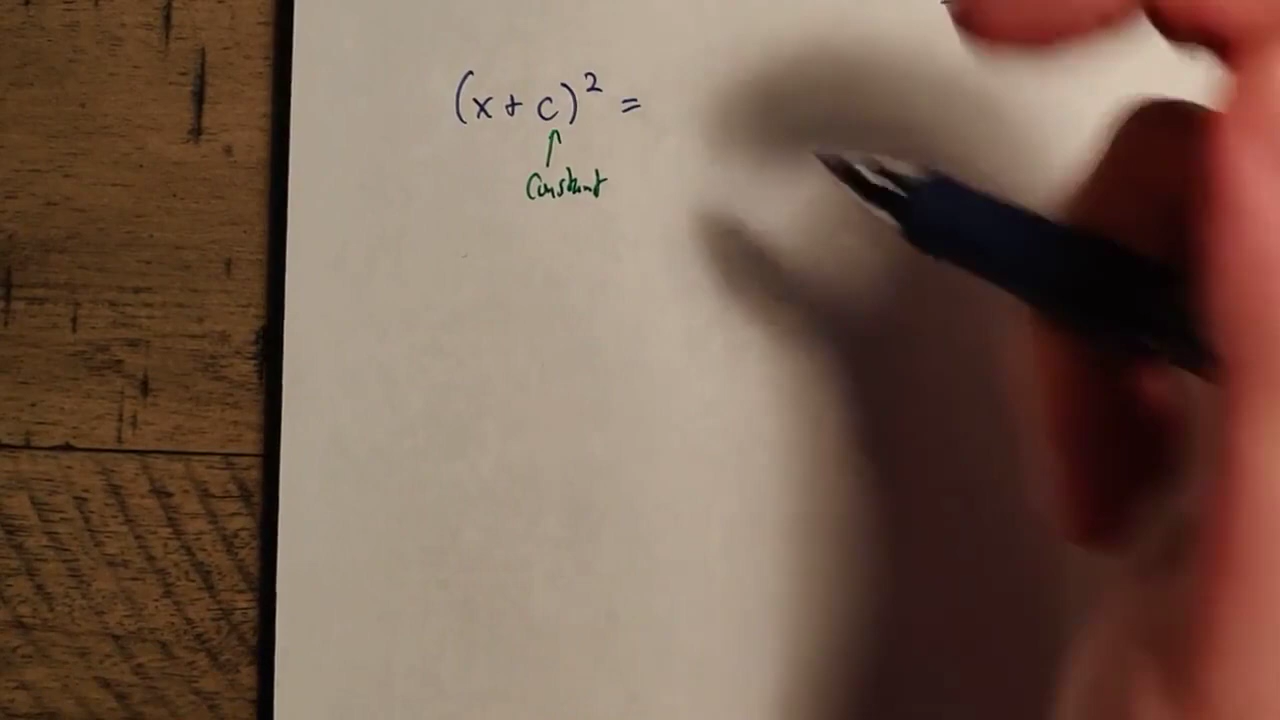 (x + c)² =
↑
Constant